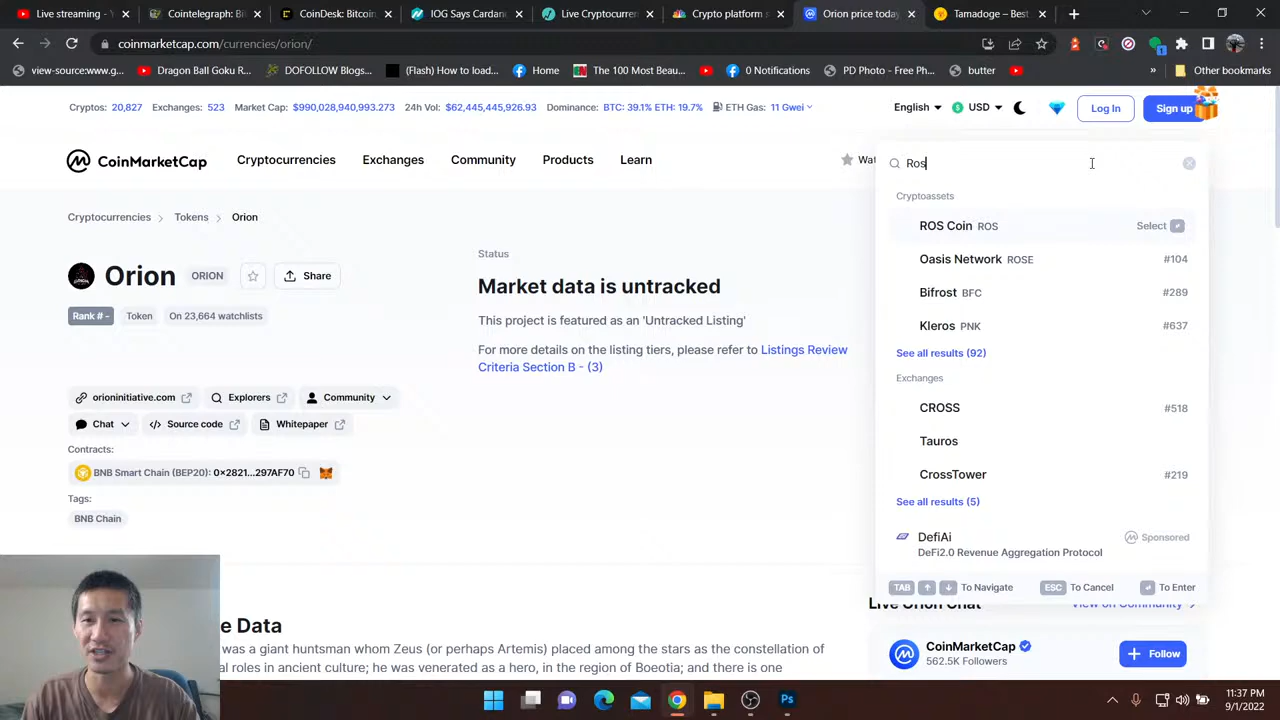 Live streaming - Y
CoinDesk: Bitcoin,
IOG Says Cardano
Live Cryptocurren
Crypto platform s
Orion price today
Tamadoge – Best
coinmarketcap.com/currencies/orion/
view-source:www.g...
Dragon Ball Goku R...
DOFOLLOW Blogs...
(Flash) How to Inst...
Home
The 100 Most Beau...
0 Notifications
PD Photo - Free Ph...
butter
»
Other bookmarks
Cryptos: 20,827
Exchanges: 523
Market Cap: $990,028,940,993.273
24h Vol: $62,445,445,926.93
Dominance: BTC: 39.1% ETH: 19.7%
ETH Gas: 11 Gwei
English
USD
Log In
Sign up
CoinMarketCap
Cryptocurrencies
Exchanges
Community
Products
Learn
Wat
Ros
Cryptoassets
ROS Coin ROS
Select
Oasis Network ROSE
#104
Bifrost BFC
#289
Kleros PNK
#637
See all results (92)
Exchanges
CROSS
#518
Tauros
CrossTower
#219
See all results (5)
DefiAi
Sponsored
DeFi2.0 Revenue Aggregation Protocol
TAB
To Navigate
ESC
To Cancel
To Enter
Cryptocurrencies
Tokens
Orion
Orion
ORION
Share
Rank # -
Token
On 23,664 watchlists
orioninitiative.com
Explorers
Community
Chat
Source code
Whitepaper
Contracts:
BNB Smart Chain (BEP20): 0x2821...297AF70
Tags:
BNB Chain
Status
Market data is untracked
This project is featured as an 'Untracked Listing'
For more details on the listing tiers, please refer to Listings Review
Criteria Section B - (3)
Live Orion Chat
View on Community
CoinMarketCap
562.5K Followers
Follow
e Data
was a giant huntsman whom Zeus (or perhaps Artemis) placed among the stars as the constellation of
al roles in ancient culture; he was venerated as a hero, in the region of Boeotia; and there is one
11:37 PM
9/1/2022